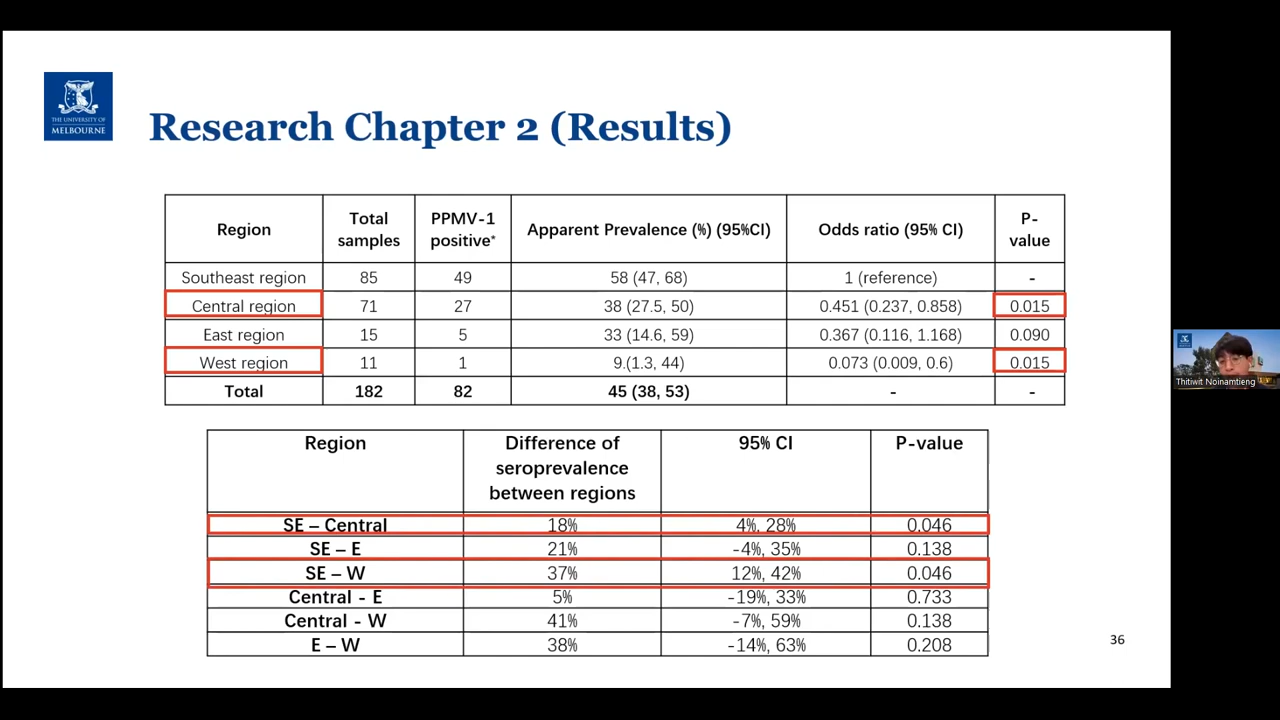 THE UNIVERSITY OF
MELBOURNE
Research Chapter 2 (Results)
Region Total samples PPMV-1 positive* Apparent Prevalence (%) (95%CI) Odds ratio (95% CI) P-value
Southeast region 85 49 58 (47, 68) 1 (reference) -
Central region 71 27 38 (27.5, 50) 0.451 (0.237, 0.858) 0.015
East region 15 5 33 (14.6, 59) 0.367 (0.116, 1.168) 0.090
West region 11 1 9.(1.3, 44) 0.073 (0.009, 0.6) 0.015
Total 182 82 45 (38, 53) - -
Region Difference of seroprevalence between regions 95% CI P-value
SE – Central 18% 4%, 28% 0.046
SE – E 21% -4%, 35% 0.138
SE – W 37% 12%, 42% 0.046
Central - E 5% -19%, 33% 0.733
Central - W 41% -7%, 59% 0.138
E – W 38% -14%, 63% 0.208
36
Thitiwit Noinamtieng